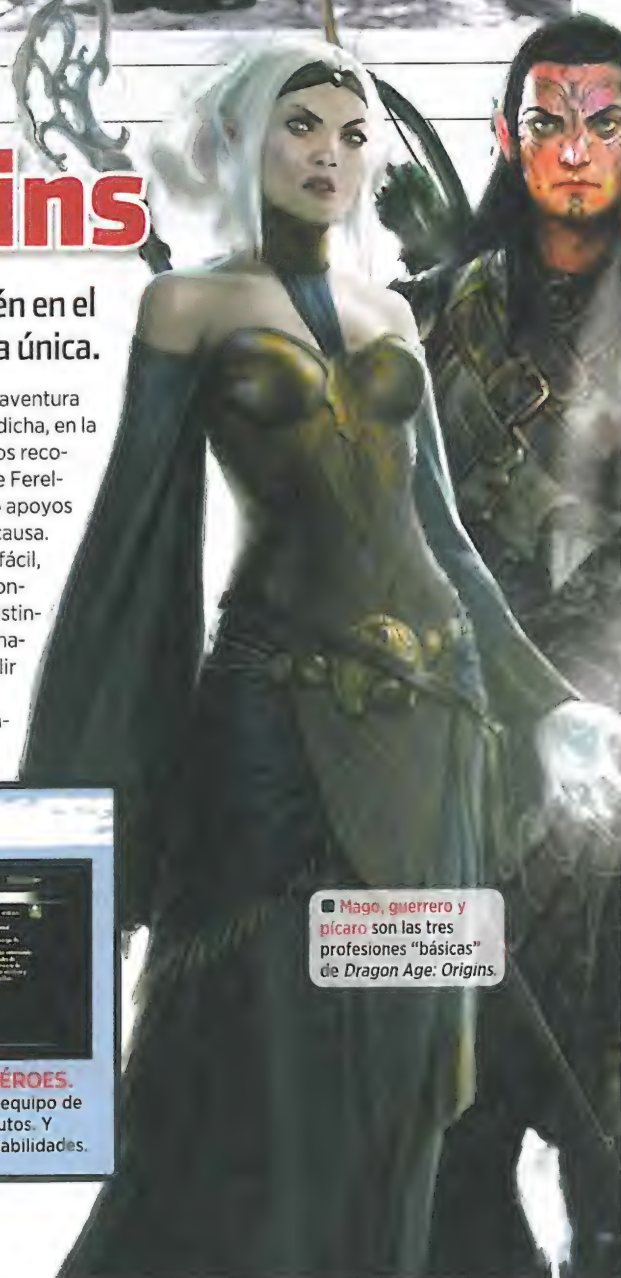 ins
én en el
a única.
aventura
dicha, en la
os reco-
e Ferel-
apoyos
causa.
fácil,
on-
stin-
na-
lir
Mago, guerrero y
pícaro son las tres
profesiones “básicas”
de Dragon Age: Origins.
ÉROES.
equipo de
utos. Y
abilidades.